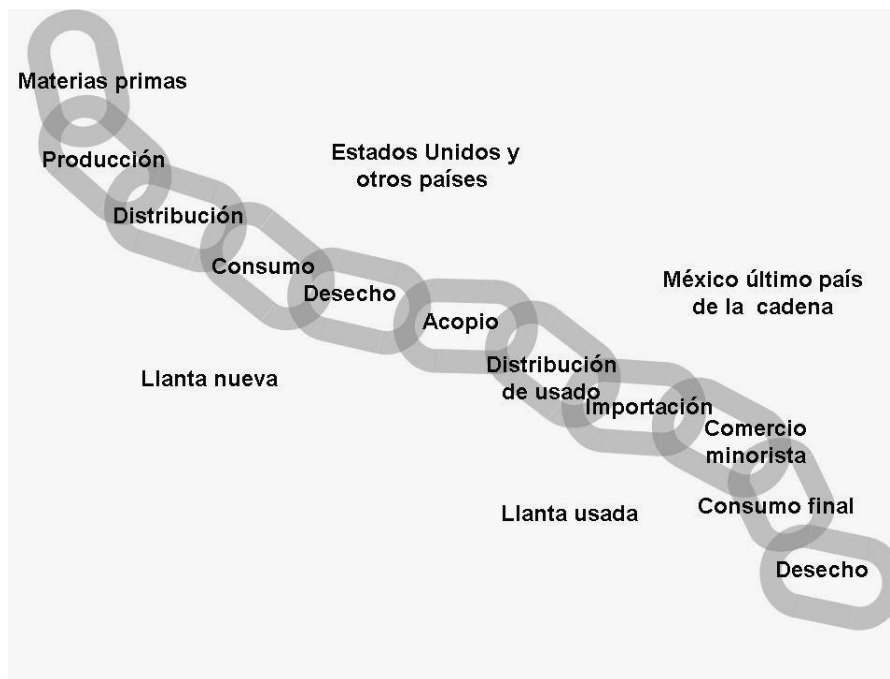 Materias primas
Producción
Estados Unidos y
otros países
Distribución
Consumo
Desecho
México último país
de la cadena
Acopio
Llanta nueva
Distribución
de usado
Importación
Comercio
minorista
Llanta usada
Consumo final
Desecho